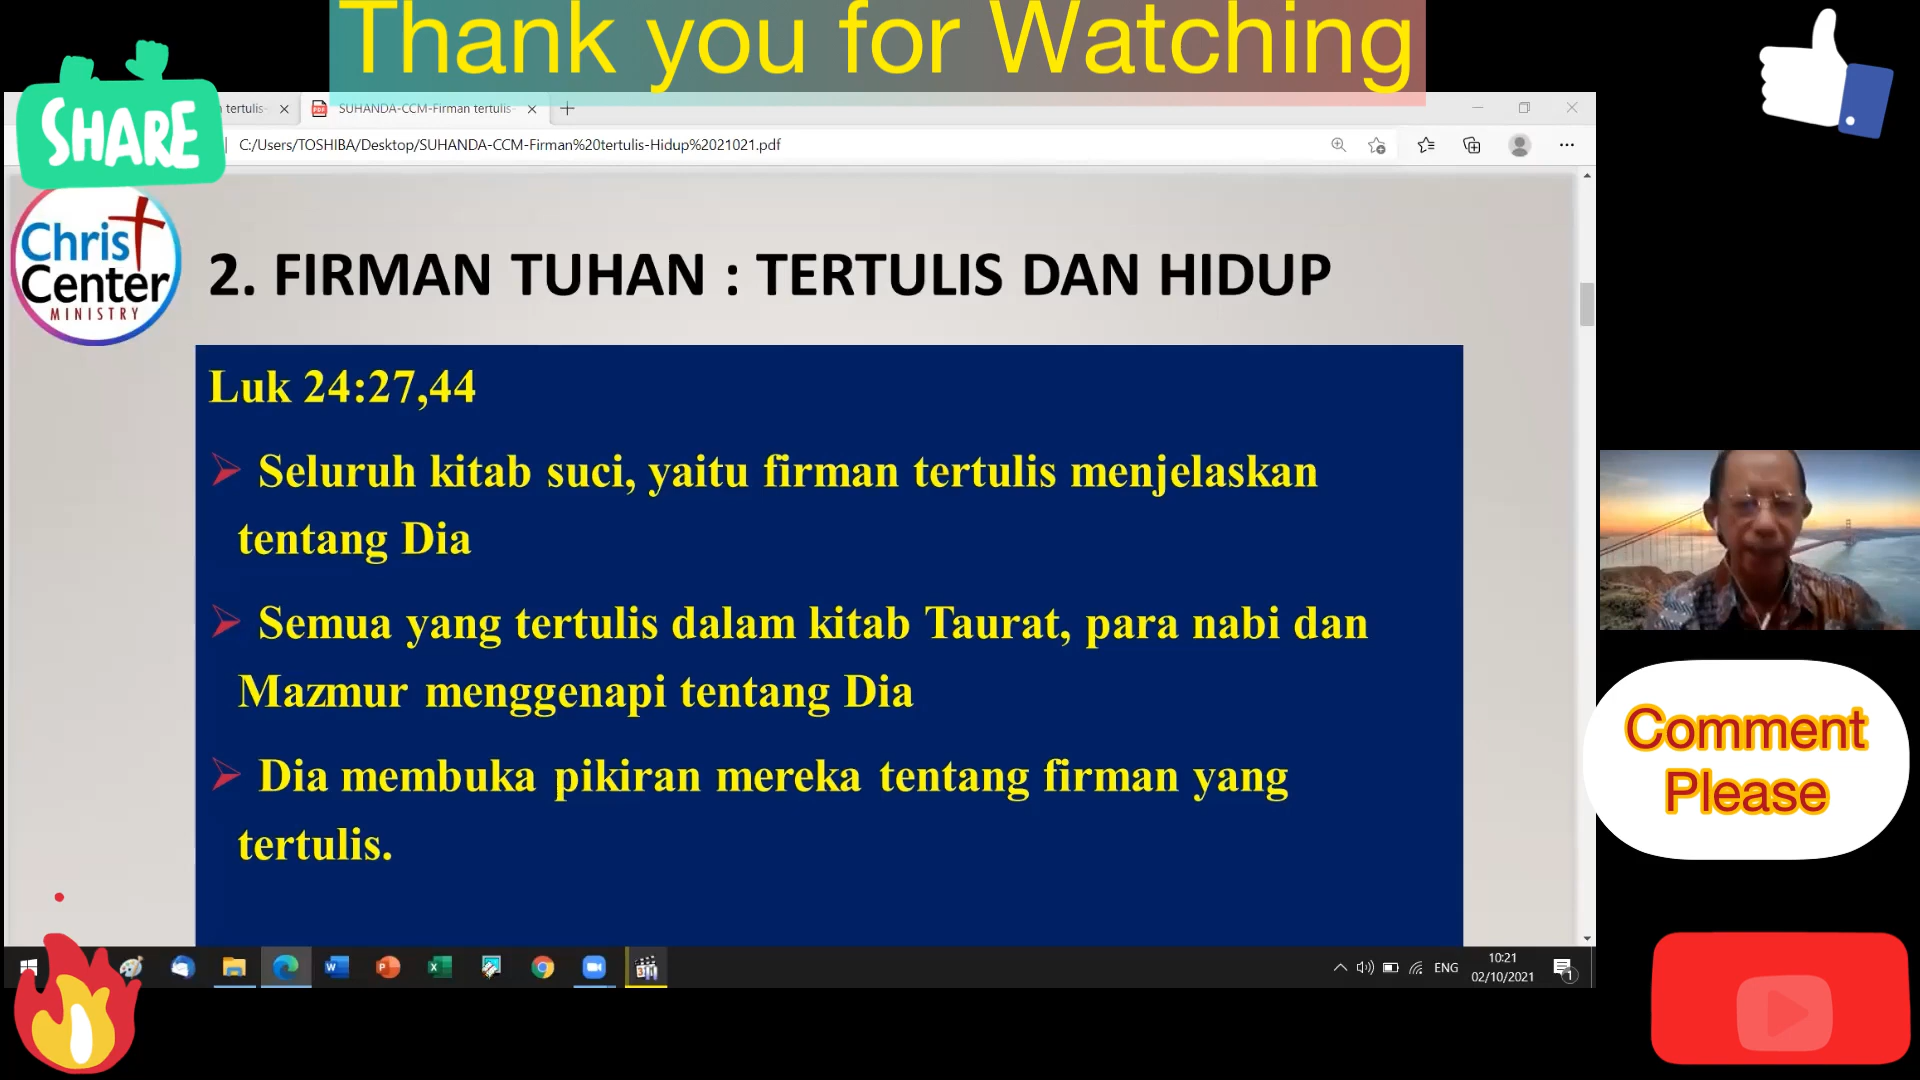 Thank you for Watching
SHARE
tertulis-
SUHANDA-CCM-Firman tertulis-
C:/Users/TOSHIBA/Desktop/SUHANDA-CCM-Firman%20tertulis-Hidup%2021021.pdf
Christ
Center
MINISTRY
2. FIRMAN TUHAN : TERTULIS DAN HIDUP
Luk 24:27,44
➢ Seluruh kitab suci, yaitu firman tertulis menjelaskan
tentang Dia
➢ Semua yang tertulis dalam kitab Taurat, para nabi dan
Mazmur menggenapi tentang Dia
➢ Dia membuka pikiran mereka tentang firman yang
tertulis.
Comment
Please
ENG
10:21
02/10/2021
1